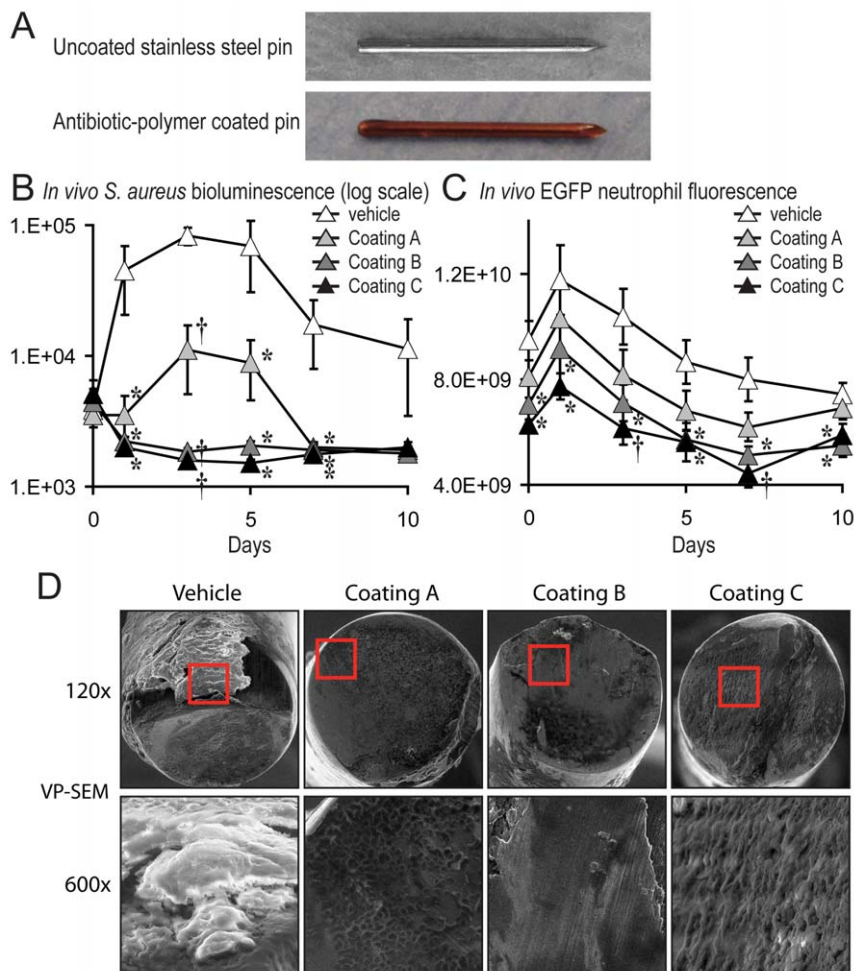 A
Uncoated stainless steel pin
Antibiotic-polymer coated pin
B In vivo S. aureus bioluminescence (log scale)
1.E+05
1.E+04
1.E+03
vehicle
Coating A
Coating B
Coating C
†
*
*
*
*
†
†
*
*
*
*
*
0
5
10
Days
C In vivo EGFP neutrophil fluorescence
1.2E+10
8.0E+09
4.0E+09
vehicle
Coating A
Coating B
Coating C
*
*
*
*
*
†
*
*
*
†
*
*
0
5
10
Days
D
Vehicle
Coating A
Coating B
Coating C
120x
VP-SEM
600x